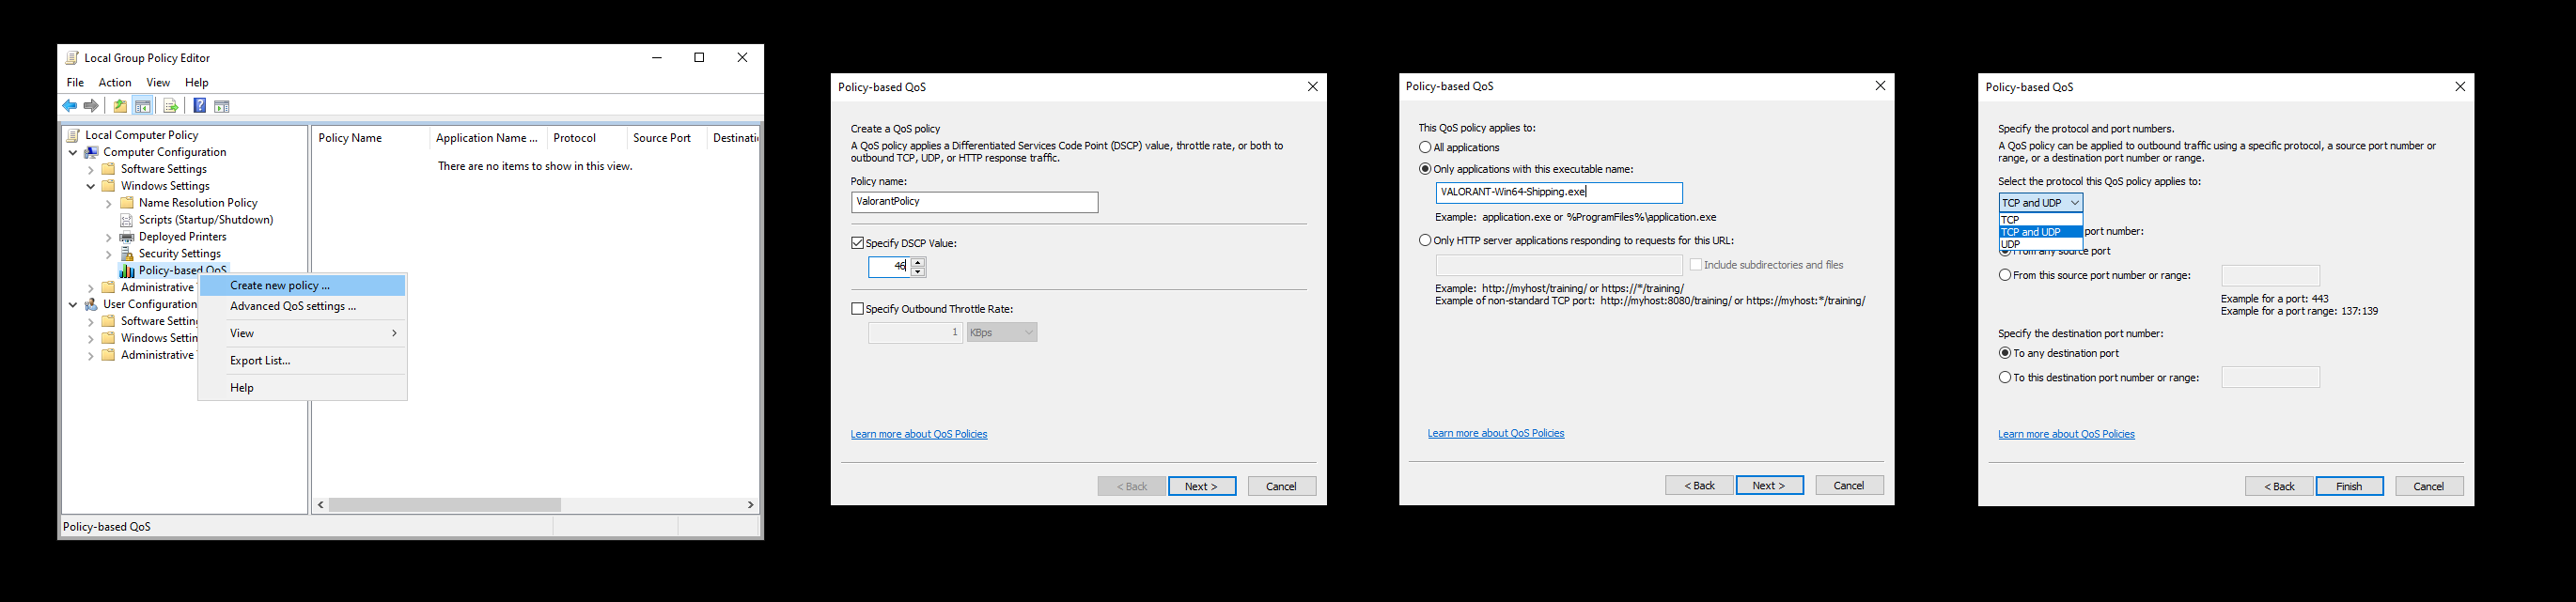 Local Group Policy Editor
File Action View Help
Local Computer Policy
Computer Configuration
Software Settings
Windows Settings
Name Resolution Policy
Scripts (Startup/Shutdown)
Deployed Printers
Security Settings
Policy-based QoS
Administrative
User Configuration
Software Settin
Windows Settin
Administrative
Policy Name Application Name ... Protocol Source Port Destinati
There are no items to show in this view.
Create new policy ...
Advanced QoS settings ...
View
Export List...
Help
Policy-based QoS
Policy-based QoS
Create a QoS policy
A QoS policy applies a Differentiated Services Code Point (DSCP) value, throttle rate, or both to
outbound TCP, UDP, or HTTP response traffic.
Policy name:
ValorantPolicy
Specify DSCP Value:
46
Specify Outbound Throttle Rate:
1 KBps
Learn more about QoS Policies
< Back Next > Cancel
Policy-based QoS
This QoS policy applies to:
All applications
Only applications with this executable name:
VALORANT-Win64-Shipping.exe
Example: application.exe or %ProgramFiles%\application.exe
Only HTTP server applications responding to requests for this URL:
Include subdirectories and files
Example: http://myhost/training/ or https://*/training/
Example of non-standard TCP port: http://myhost:8080/training/ or https://myhost:*/training/
Learn more about QoS Policies
< Back Next > Cancel
Policy-based QoS
Specify the protocol and port numbers.
A QoS policy can be applied to outbound traffic using a specific protocol, a source port number or
range, or a destination port number or range.
Select the protocol this QoS policy applies to:
TCP and UDP
TCP
TCP and UDP port number:
UDP
From any source port
From this source port number or range:
Example for a port: 443
Example for a port range: 137:139
Specify the destination port number:
To any destination port
To this destination port number or range:
Learn more about QoS Policies
< Back Finish Cancel